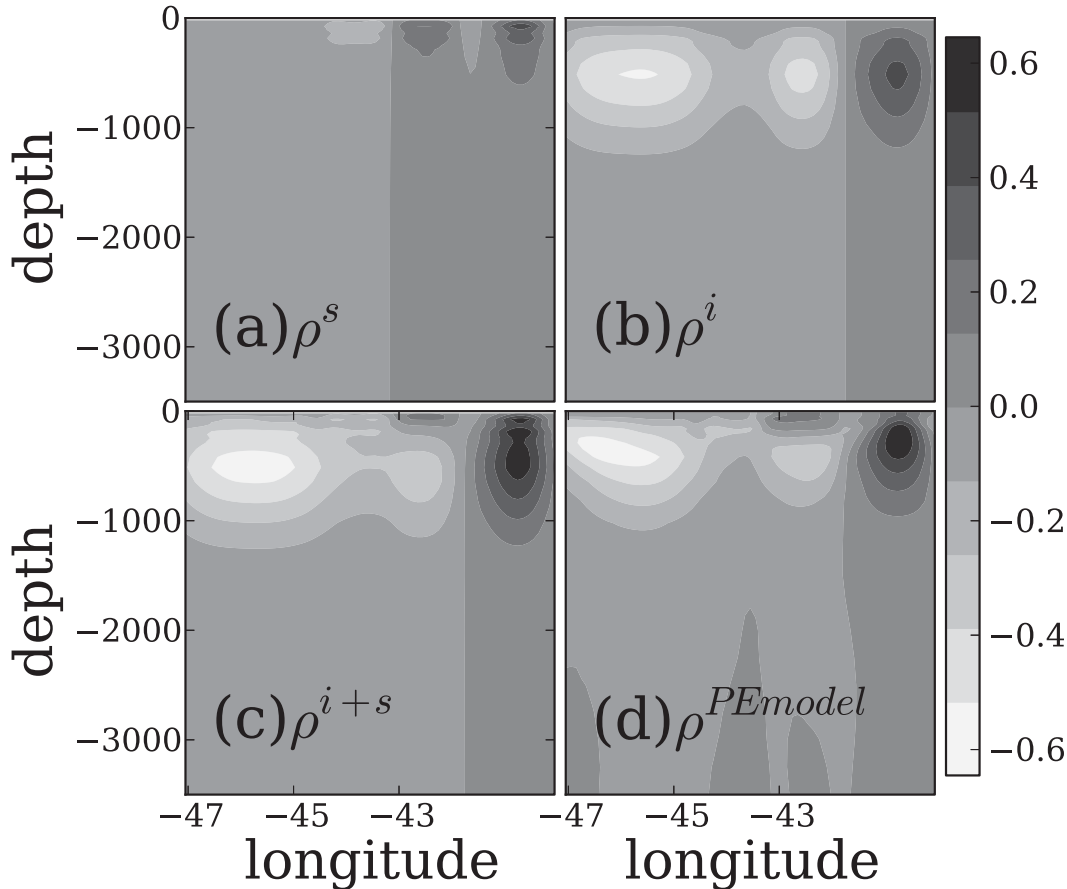 0
−1000
−2000
−3000
depth
(a)ρ^s
(b)ρ^i
0.6
0.4
0.2
0.0
−0.2
−0.4
−0.6
0
−1000
−2000
−3000
depth
(c)ρ^{i+s}
(d)ρ^{PEmodel}
−47 −45 −43
−47 −45 −43
longitude
longitude